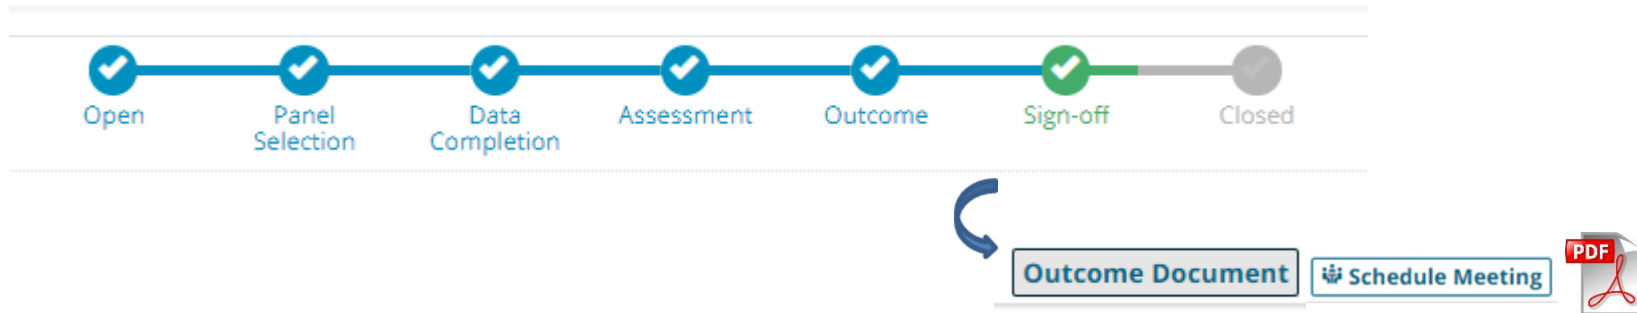 Open
Panel
Selection
Data
Completion
Assessment
Outcome
Sign-off
Closed
Outcome Document
Schedule Meeting
PDF